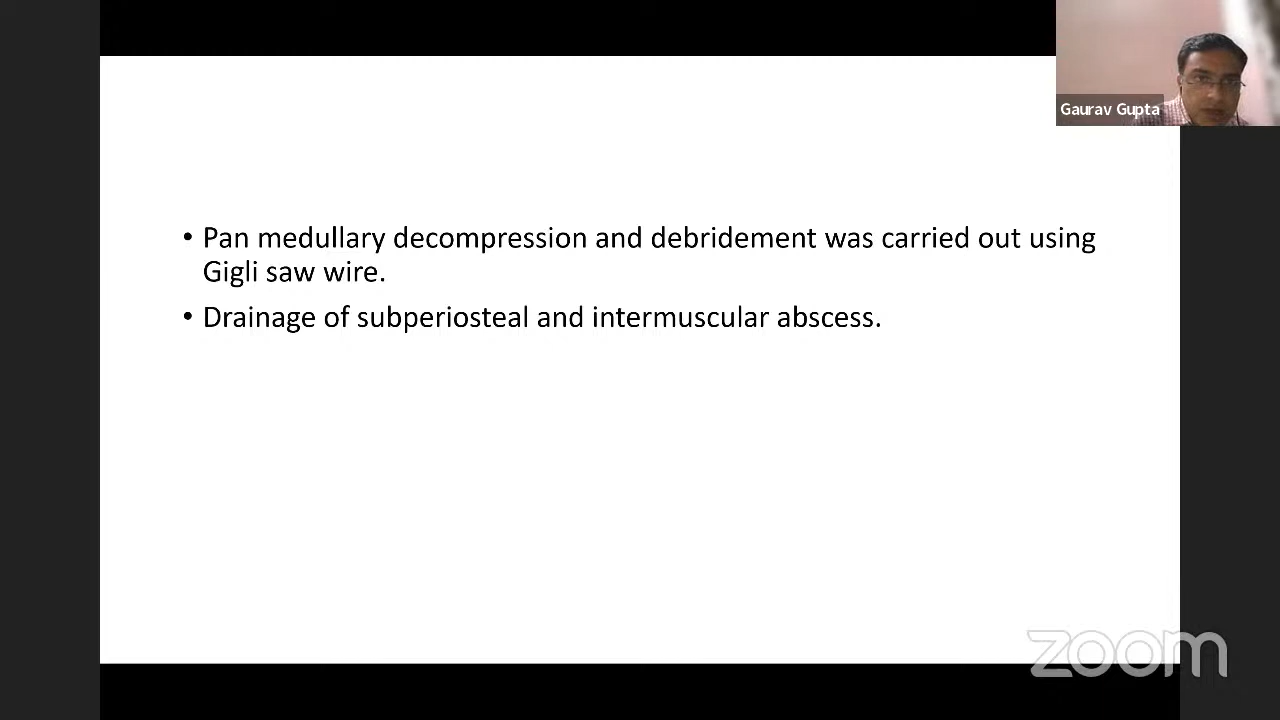 Gaurav Gupta
• Pan medullary decompression and debridement was carried out using
Gigli saw wire.
• Drainage of subperiosteal and intermuscular abscess.
zoom